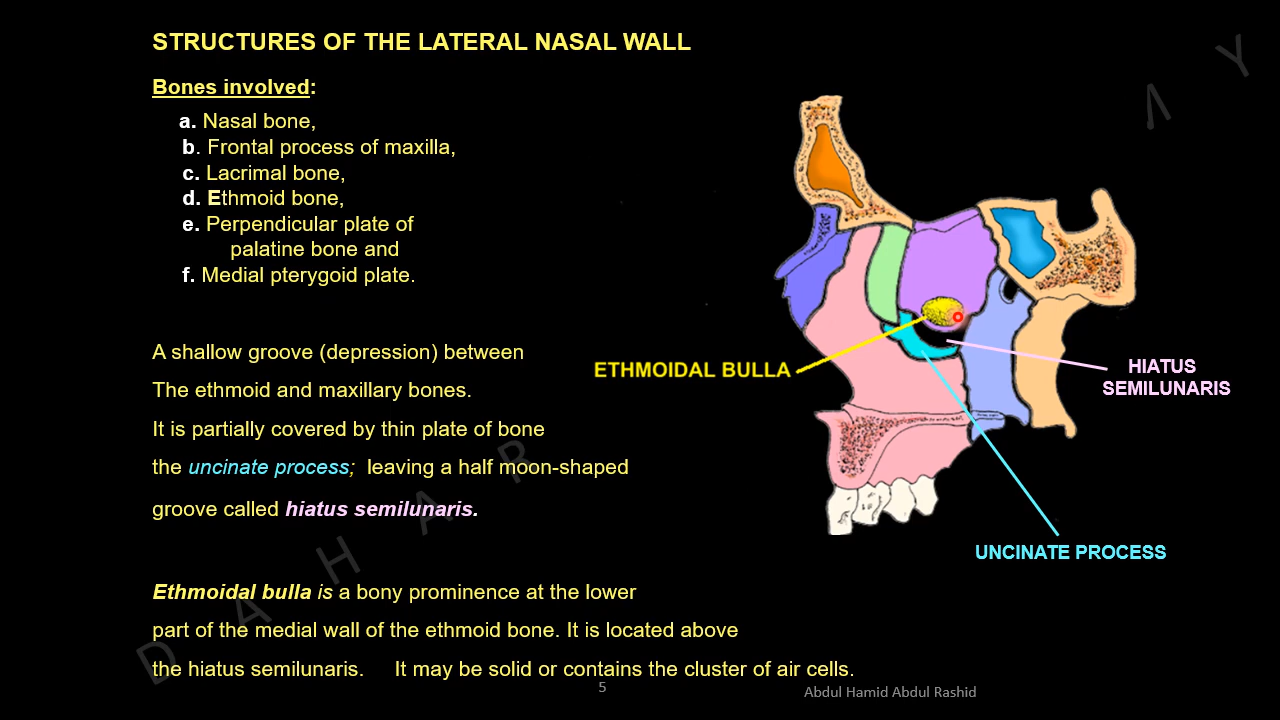 STRUCTURES OF THE LATERAL NASAL WALL
Bones involved:
a. Nasal bone,
b. Frontal process of maxilla,
c. Lacrimal bone,
d. Ethmoid bone,
e. Perpendicular plate of
palatine bone and
f. Medial pterygoid plate.
A shallow groove (depression) between
The ethmoid and maxillary bones.
It is partially covered by thin plate of bone
the uncinate process;  leaving a half moon-shaped
groove called hiatus semilunaris.
Ethmoidal bulla is a bony prominence at the lower
part of the medial wall of the ethmoid bone. It is located above
the hiatus semilunaris.     It may be solid or contains the cluster of air cells.
ETHMOIDAL BULLA
HIATUS
SEMILUNARIS
UNCINATE PROCESS
5
Abdul Hamid Abdul Rashid